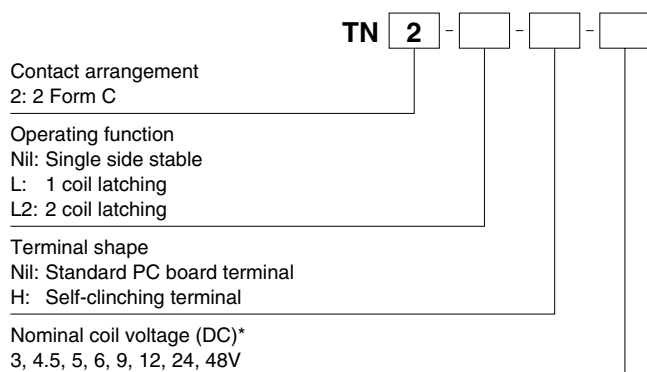 TN 2 - - -
Contact arrangement
2: 2 Form C
Operating function
Nil: Single side stable
L: 1 coil latching
L2: 2 coil latching
Terminal shape
Nil: Standard PC board terminal
H: Self-clinching terminal
Nominal coil voltage (DC)*
3, 4.5, 5, 6, 9, 12, 24, 48V